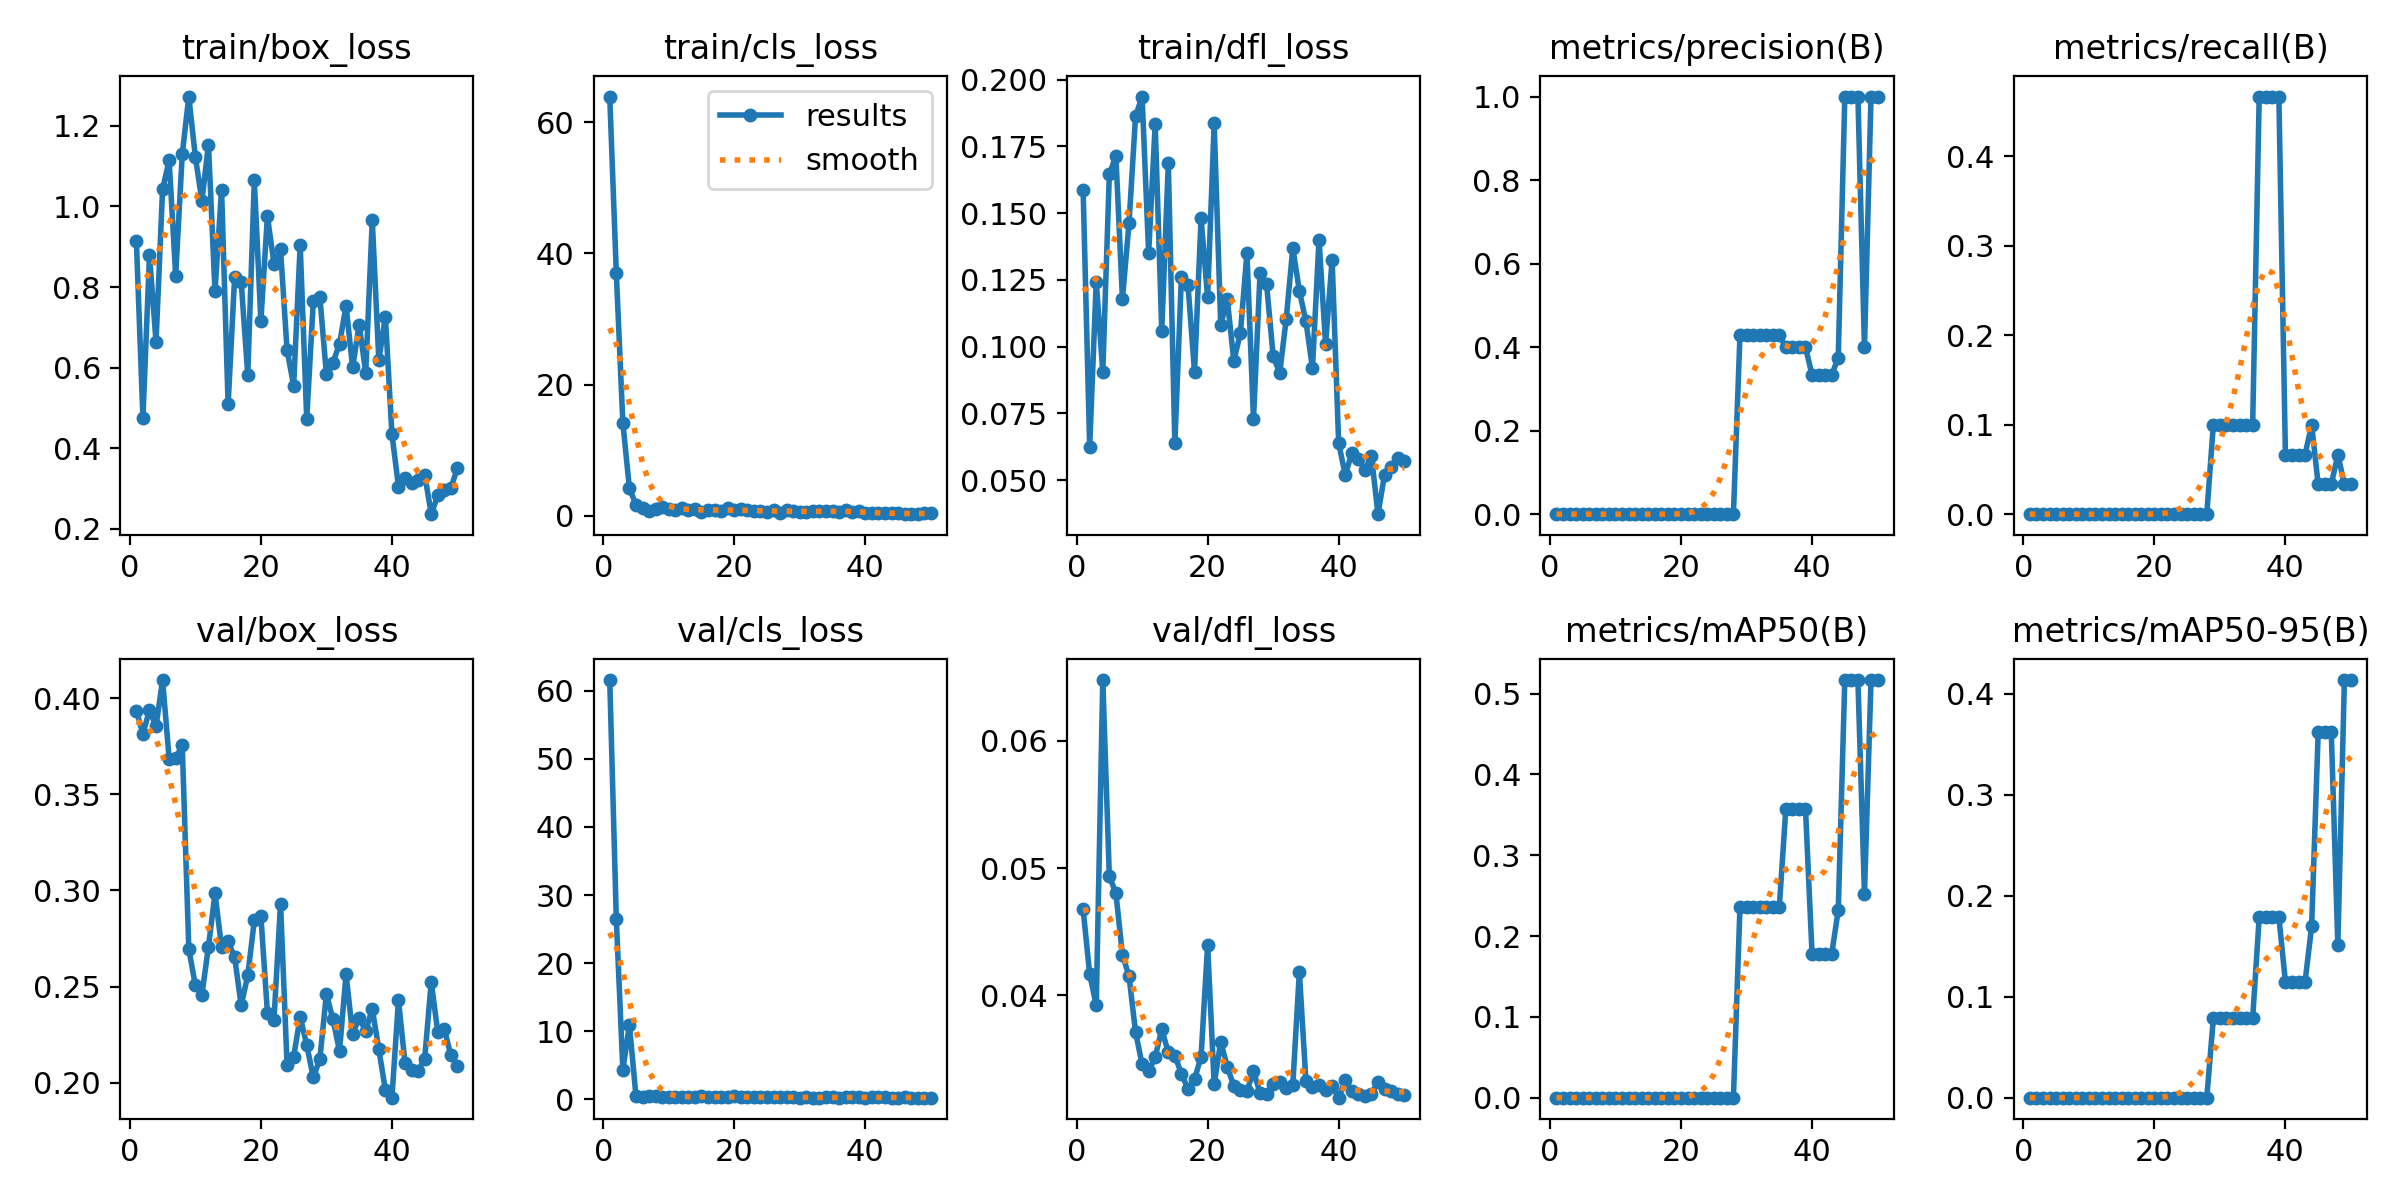 train/box_loss
train/cls_loss
train/dfl_loss
metrics/precision(B)
metrics/recall(B)
1.2
1.0
0.8
0.6
0.4
0.2
0 20 40
60
40
20
0
0 20 40
results
smooth
0.200
0.175
0.150
0.125
0.100
0.075
0.050
0 20 40
1.0
0.8
0.6
0.4
0.2
0.0
0 20 40
0.4
0.3
0.2
0.1
0.0
0 20 40
val/box_loss
val/cls_loss
val/dfl_loss
metrics/mAP50(B)
metrics/mAP50-95(B)
0.40
0.35
0.30
0.25
0.20
0 20 40
60
50
40
30
20
10
0
0 20 40
0.06
0.05
0.04
0 20 40
0.5
0.4
0.3
0.2
0.1
0.0
0 20 40
0.4
0.3
0.2
0.1
0.0
0 20 40